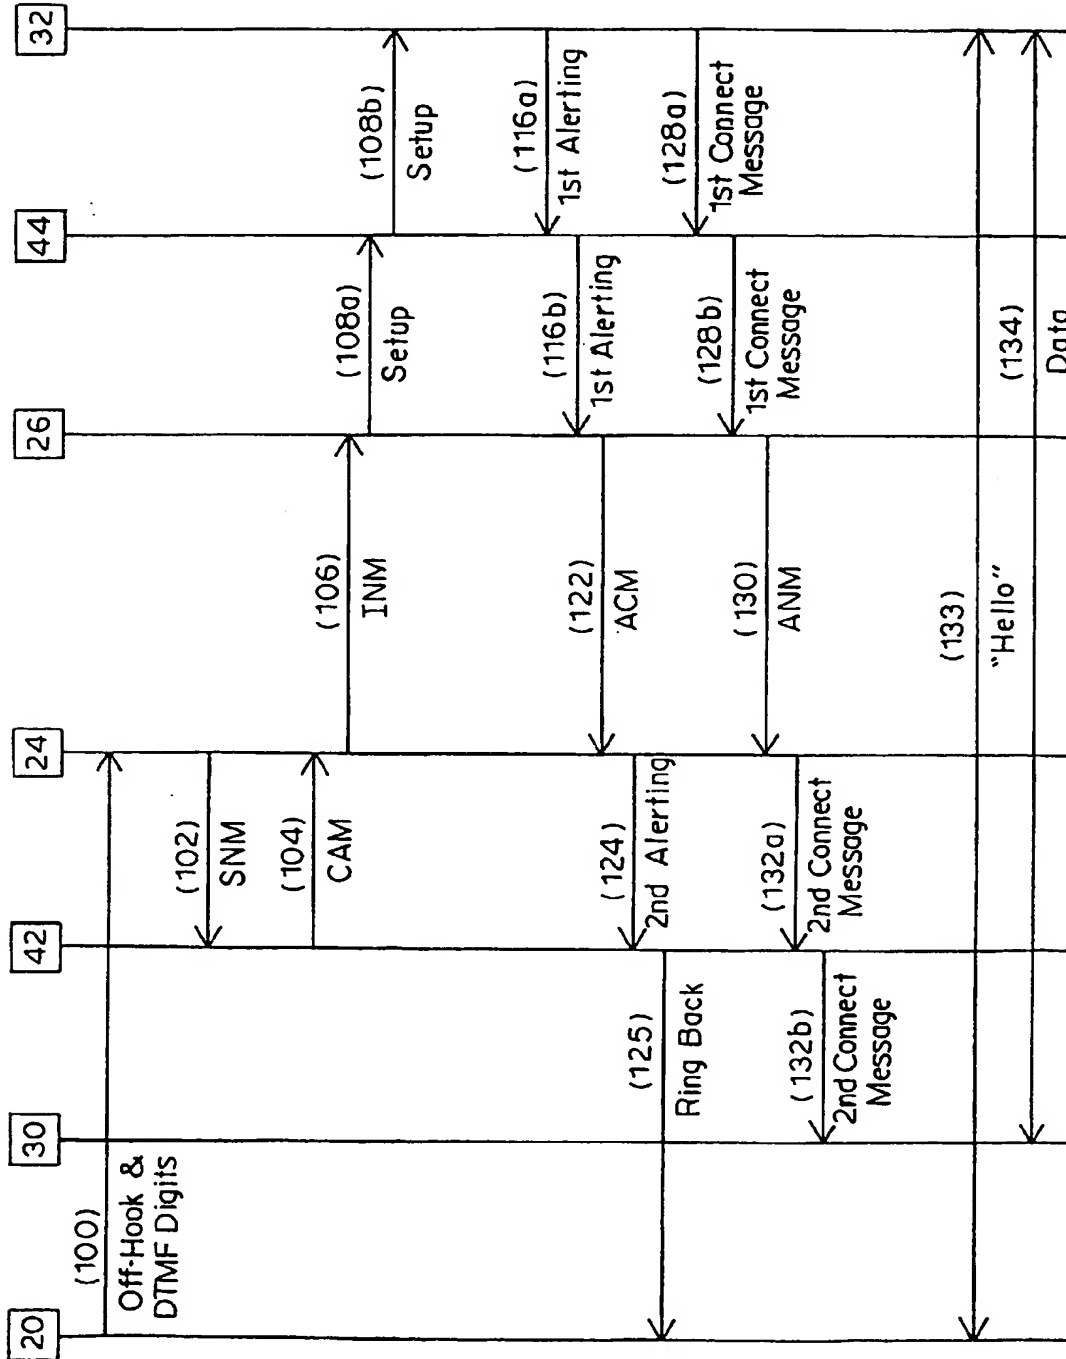 20
30
42
24
26
44
32
(100)
Off-Hook &
DTMF Digits
(102)
SNM
(104)
CAM
(106)
INM
(108a)
Setup
(108b)
Setup
(116a)
1st Alerting
(116b)
1st Alerting
(122)
ACM
(124)
2nd Alerting
(125)
Ring Back
(128a)
1st Connect
Message
(128b)
1st Connect
Message
(130)
ANM
(132a)
2nd Connect
Message
(132b)
2nd Connect
Message
(133)
"Hello"
(134)
Data